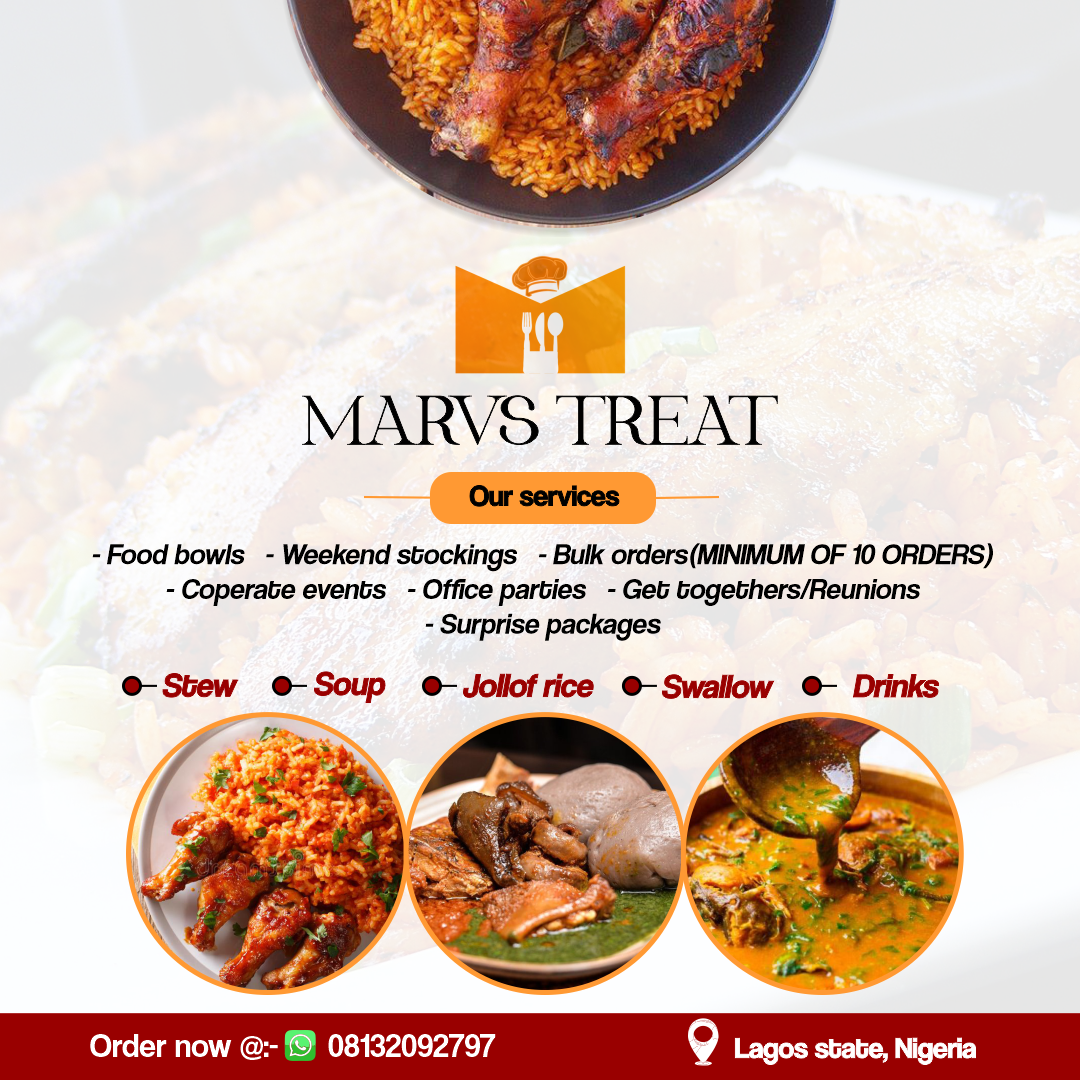 MARVS TREAT
Our services
- Food bowls - Weekend stockings - Bulk orders(MINIMUM OF 10 ORDERS)
- Coperate events - Office parties - Get togethers/Reunions
- Surprise packages
Stew Soup Jollof rice Swallow Drinks
Order now @:- 08132092797
Lagos state, Nigeria